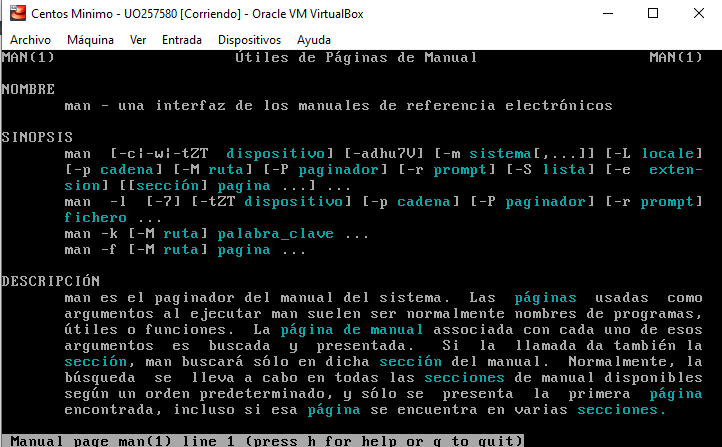 Centos Minimo - UO257580 [Corriendo] - Oracle VM VirtualBox
Archivo Máquina Ver Entrada Dispositivos Ayuda
MAN(1) Útiles de Páginas de Manual MAN(1)
NOMBRE
man - una interfaz de los manuales de referencia electrónicos
SINOPSIS
man [-c|-w|-tZT dispositivo] [-adhu7V] [-m sistema[,...]] [-L locale]
[-p cadena] [-M ruta] [-P paginador] [-r prompt] [-S lista] [-e exten-
sion] [[sección] pagina ...] ...
man -l [-7] [-tZT dispositivo] [-p cadena] [-P paginador] [-r prompt]
fichero ...
man -k [-M ruta] palabra_clave ...
man -f [-M ruta] pagina ...
DESCRIPCIÓN
man es el paginador del manual del sistema. Las páginas usadas como
argumentos al ejecutar man suelen ser normalmente nombres de programas,
útiles o funciones. La página de manual associada con cada uno de esos
argumentos es buscada y presentada. Si la llamada da también la
sección, man buscará sólo en dicha sección del manual. Normalmente, la
búsqueda se lleva a cabo en todas las secciones de manual disponibles
según un orden predeterminado, y sólo se presenta la primera página
encontrada, incluso si esa página se encuentra en varias secciones.
Manual page man(1) line 1 (press h for help or q to quit)